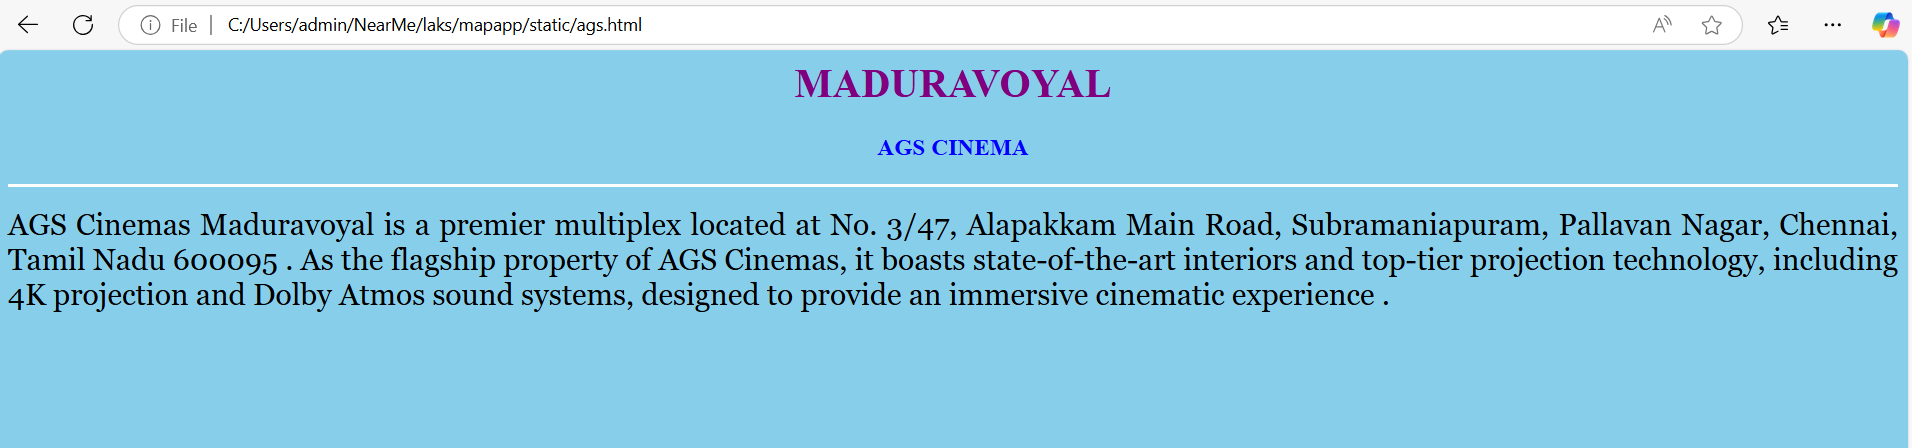 File | C:/Users/admin/NearMe/laks/mapapp/static/ags.html
MADURAVOYAL
AGS CINEMA
AGS Cinemas Maduravoyal is a premier multiplex located at No. 3/47, Alapakkam Main Road, Subramaniapuram, Pallavan Nagar, Chennai,
Tamil Nadu 600095 . As the flagship property of AGS Cinemas, it boasts state-of-the-art interiors and top-tier projection technology, including
4K projection and Dolby Atmos sound systems, designed to provide an immersive cinematic experience .